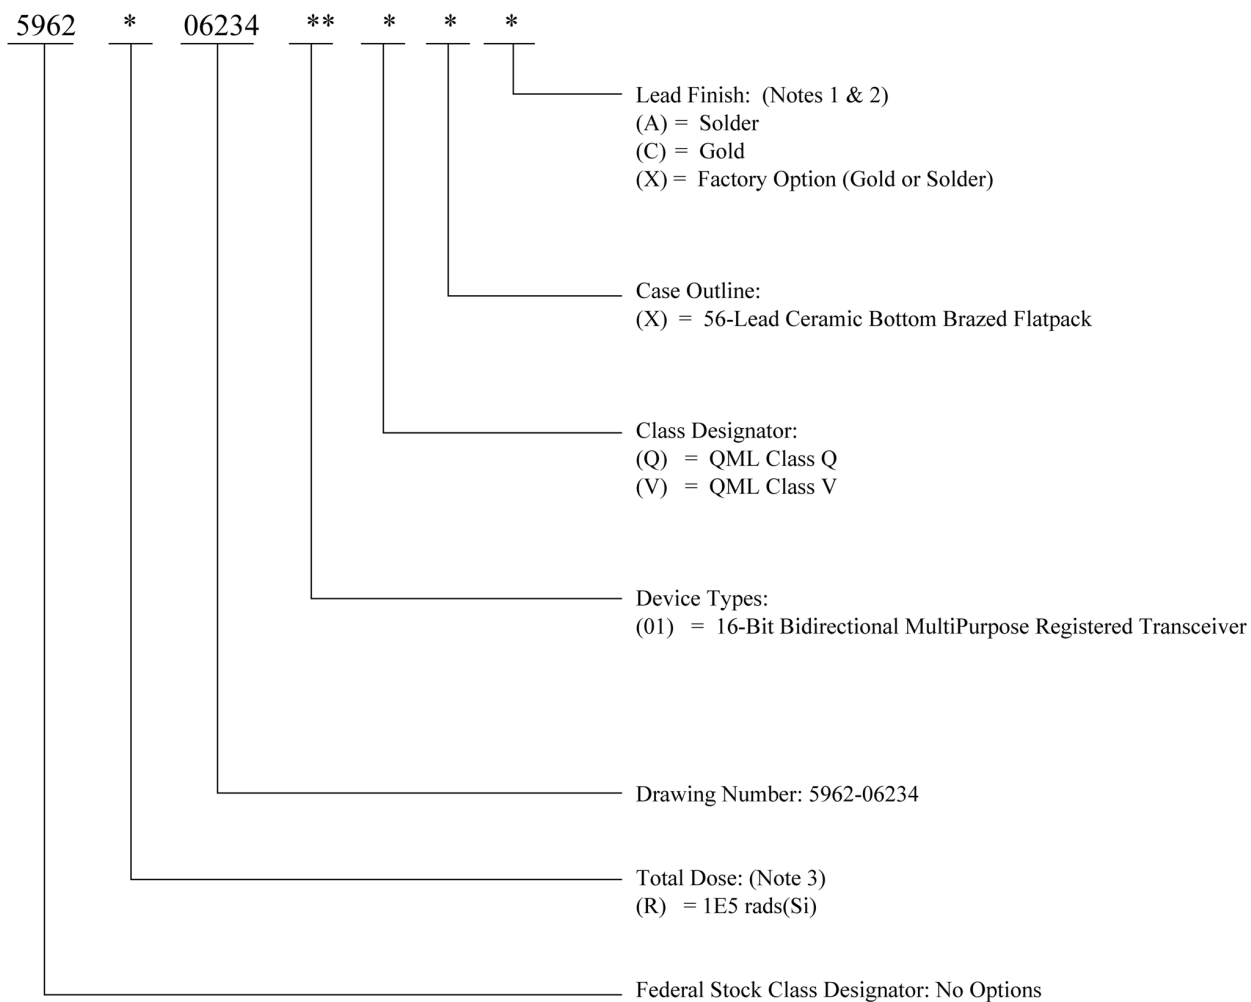 5962 * 06234 ** * * *
Lead Finish: (Notes 1 & 2)
(A) = Solder
(C) = Gold
(X) = Factory Option (Gold or Solder)
Case Outline:
(X) = 56-Lead Ceramic Bottom Brazed Flatpack
Class Designator:
(Q) = QML Class Q
(V) = QML Class V
Device Types:
(01) = 16-Bit Bidirectional MultiPurpose Registered Transceiver
Drawing Number: 5962-06234
Total Dose: (Note 3)
(R) = 1E5 rads(Si)
Federal Stock Class Designator: No Options